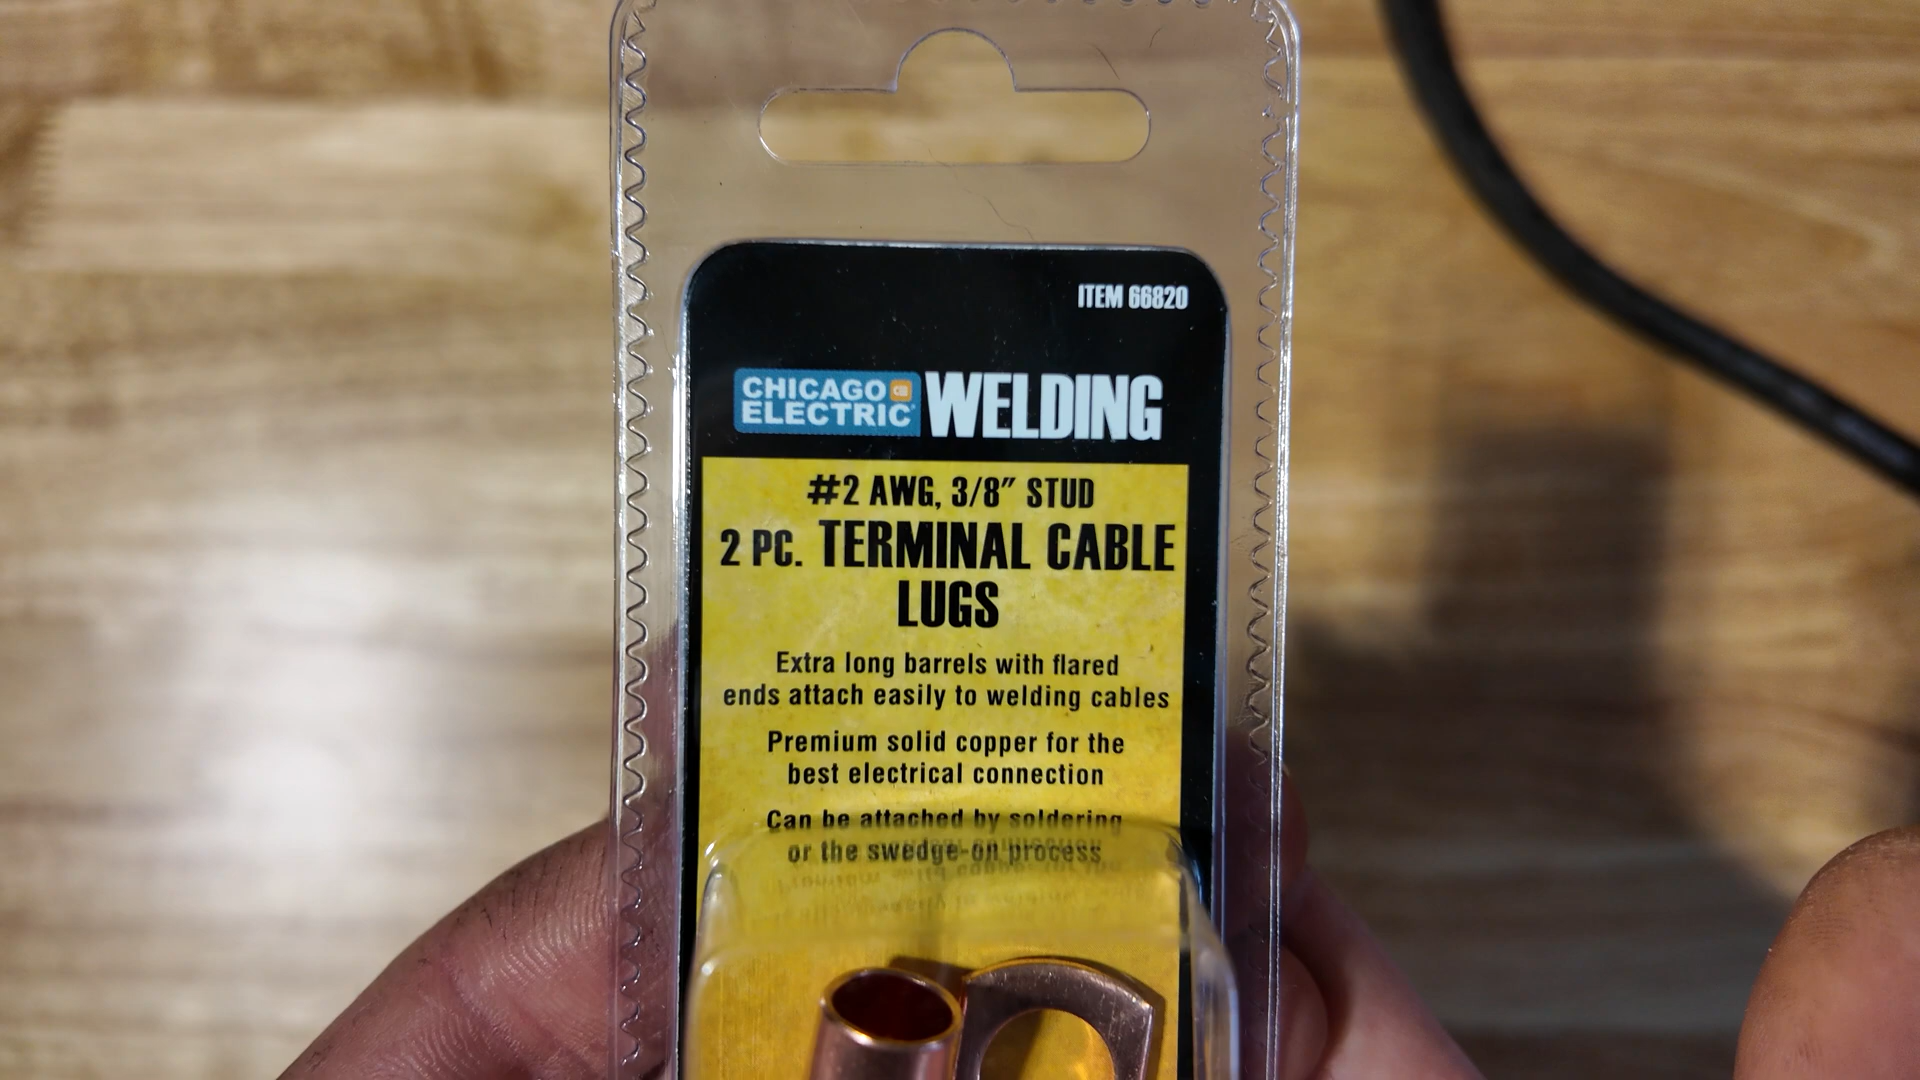 ITEM 66820
CHICAGO ELECTRIC WELDING
#2 AWG, 3/8" STUD
2 PC. TERMINAL CABLE
LUGS
Extra long barrels with flared
ends attach easily to welding cables
Premium solid copper for the
best electrical connection
Can be attached by soldering
or the swedge-on process